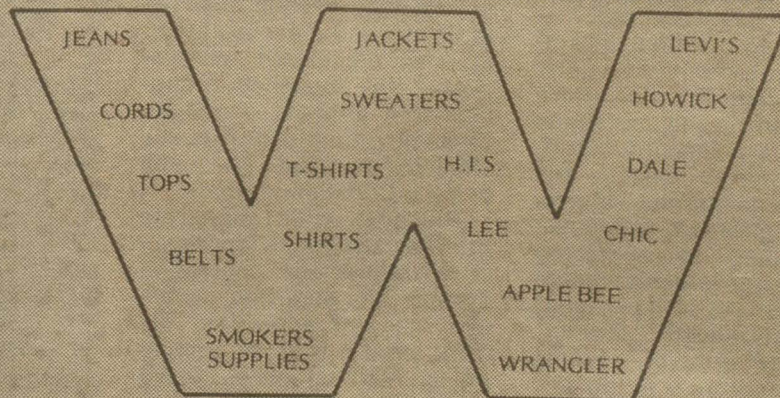 JEANS
CORDS
TOPS
BELTS
SMOKERS
SUPPLIES
SHIRTS
T-SHIRTS
SWEATERS
JACKETS
H.I.S.
LEE
APPLE BEE
WRANGLER
CHIC
DALE
HOWICK
LEVI'S